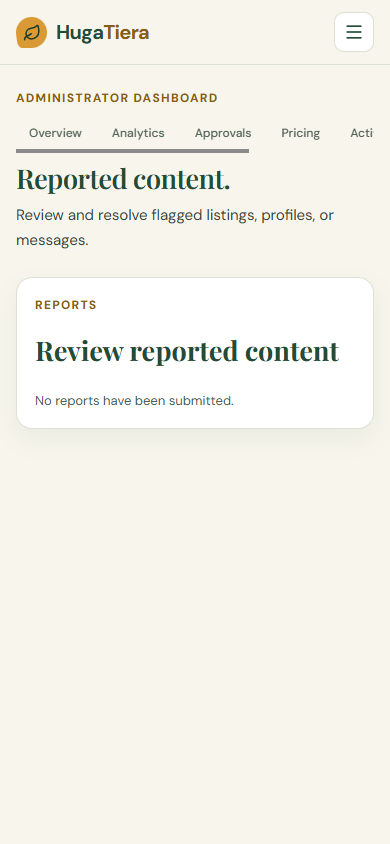 HugaTiera
ADMINISTRATOR DASHBOARD
Overview Analytics Approvals Pricing Acti
Reported content.
Review and resolve flagged listings, profiles, or
messages.
REPORTS
Review reported content
No reports have been submitted.